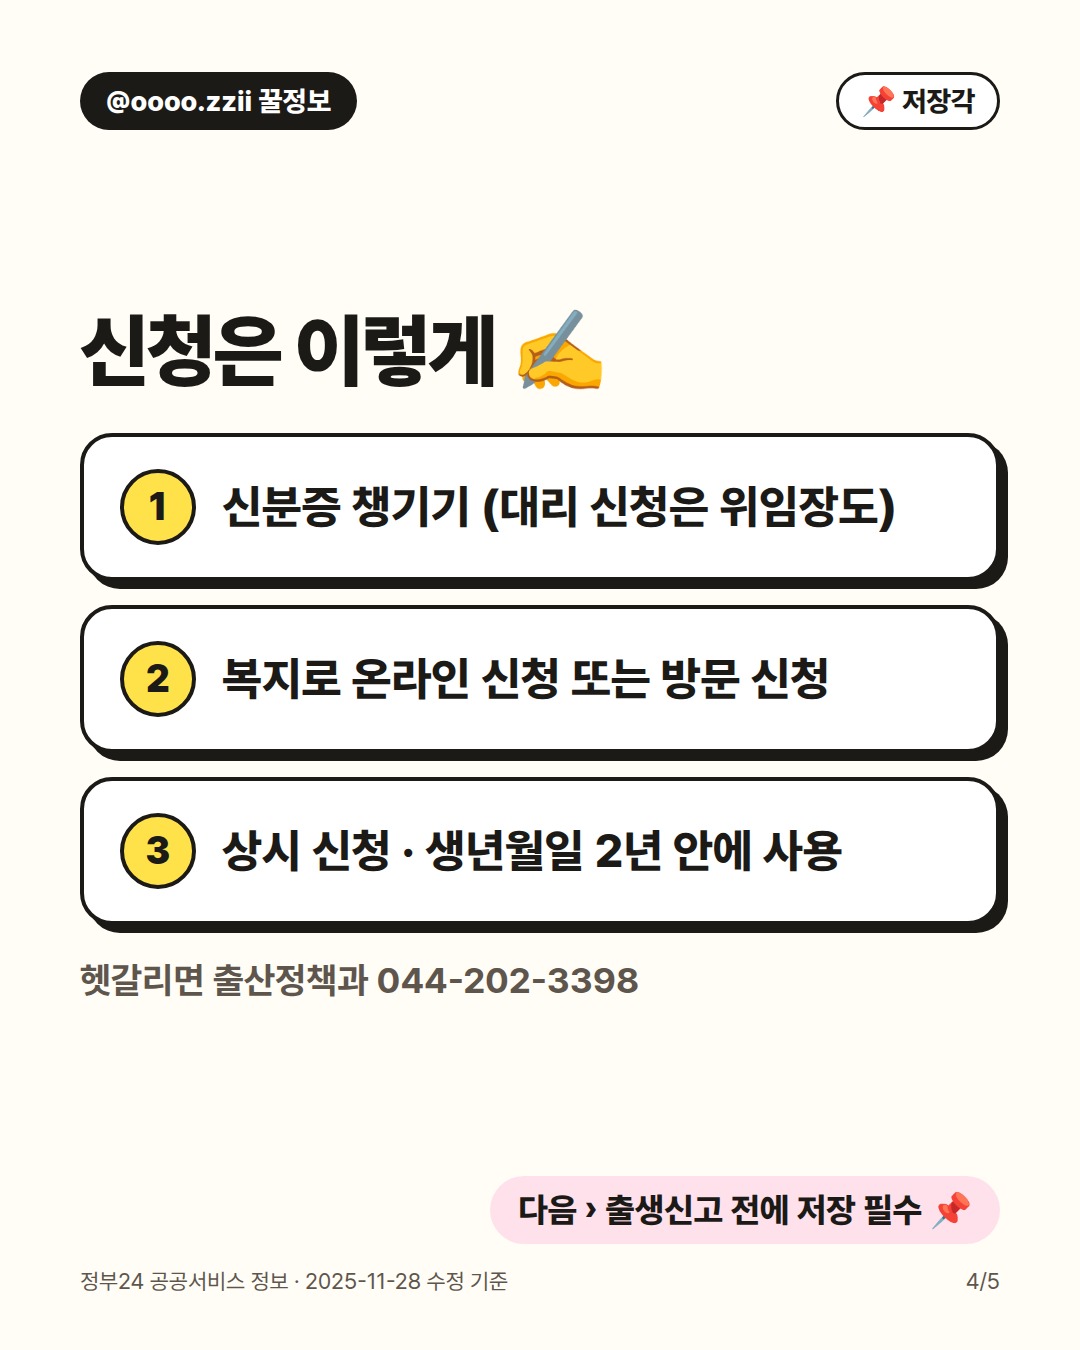 @oooo.zzii 꿀정보
📌 저장각
신청은 이렇게 ✍️
1 신분증 챙기기 (대리 신청은 위임장도)
2 복지로 온라인 신청 또는 방문 신청
3 상시 신청 · 생년월일 2년 안에 사용
헷갈리면 출산정책과 044-202-3398
다음 › 출생신고 전에 저장 필수 📌
정부24 공공서비스 정보 · 2025-11-28 수정 기준
4/5